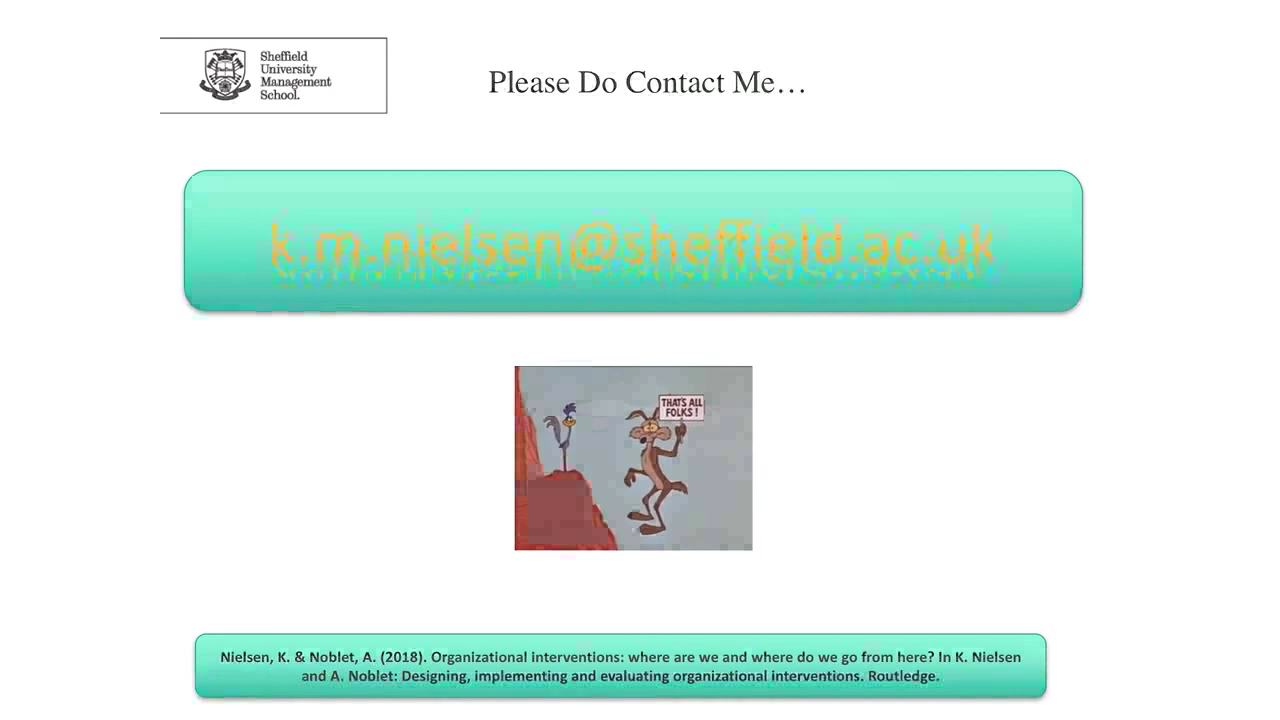 Sheffield
University
Management
School.
Please Do Contact Me…
k.m.nielsen@sheffield.ac.uk
THAT'S ALL
FOLKS!
Nielsen, K. & Noblet, A. (2018). Organizational interventions: where are we and where do we go from here? In K. Nielsen
and A. Noblet: Designing, implementing and evaluating organizational interventions. Routledge.